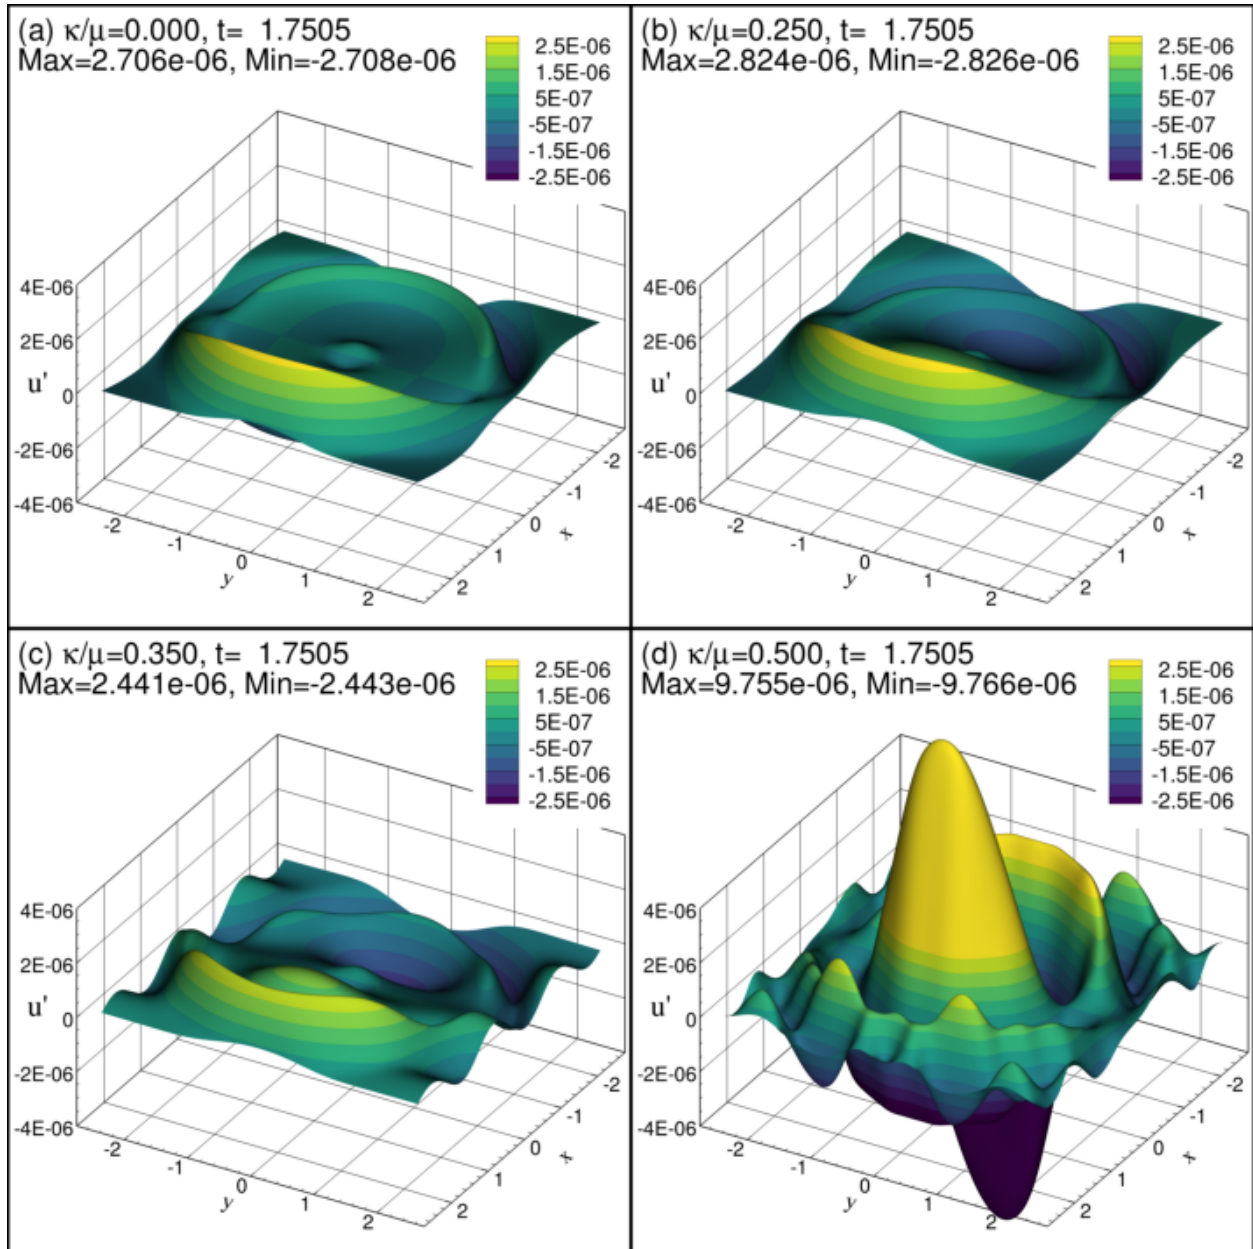 (a) κ/μ=0.000, t= 1.7505
Max=2.706e-06, Min=-2.708e-06
2.5E-06
1.5E-06
5E-07
-5E-07
-1.5E-06
-2.5E-06
4E-06
2E-06
u'
0
-2E-06
-4E-06
-2
-1
0
y
1
2
2
1
x
0
-1
-2
(b) κ/μ=0.250, t= 1.7505
Max=2.824e-06, Min=-2.826e-06
2.5E-06
1.5E-06
5E-07
-5E-07
-1.5E-06
-2.5E-06
4E-06
2E-06
u'
0
-2E-06
-4E-06
-2
-1
0
y
1
2
2
1
x
0
-1
-2
(c) κ/μ=0.350, t= 1.7505
Max=2.441e-06, Min=-2.443e-06
2.5E-06
1.5E-06
5E-07
-5E-07
-1.5E-06
-2.5E-06
4E-06
2E-06
u'
0
-2E-06
-4E-06
-2
-1
0
y
1
2
2
1
x
0
-1
-2
(d) κ/μ=0.500, t= 1.7505
Max=9.755e-06, Min=-9.766e-06
2.5E-06
1.5E-06
5E-07
-5E-07
-1.5E-06
-2.5E-06
4E-06
2E-06
u'
0
-2E-06
-4E-06
-2
-1
0
y
1
2
2
1
x
0
-1
-2